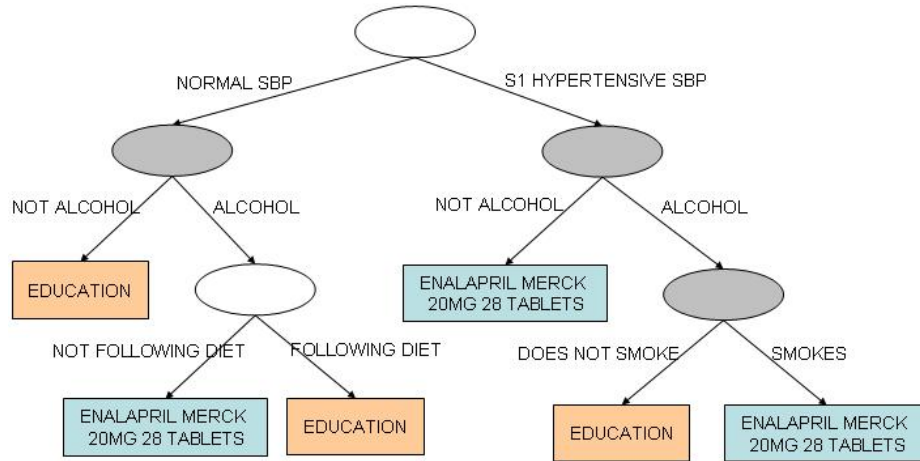 NORMAL SBP
S1 HYPERTENSIVE SBP
NOT ALCOHOL
ALCOHOL
NOT ALCOHOL
ALCOHOL
EDUCATION
ENALAPRIL MERCK
20MG 28 TABLETS
NOT FOLLOWING DIET
FOLLOWING DIET
DOES NOT SMOKE
SMOKES
ENALAPRIL MERCK
20MG 28 TABLETS
EDUCATION
EDUCATION
ENALAPRIL MERCK
20MG 28 TABLETS